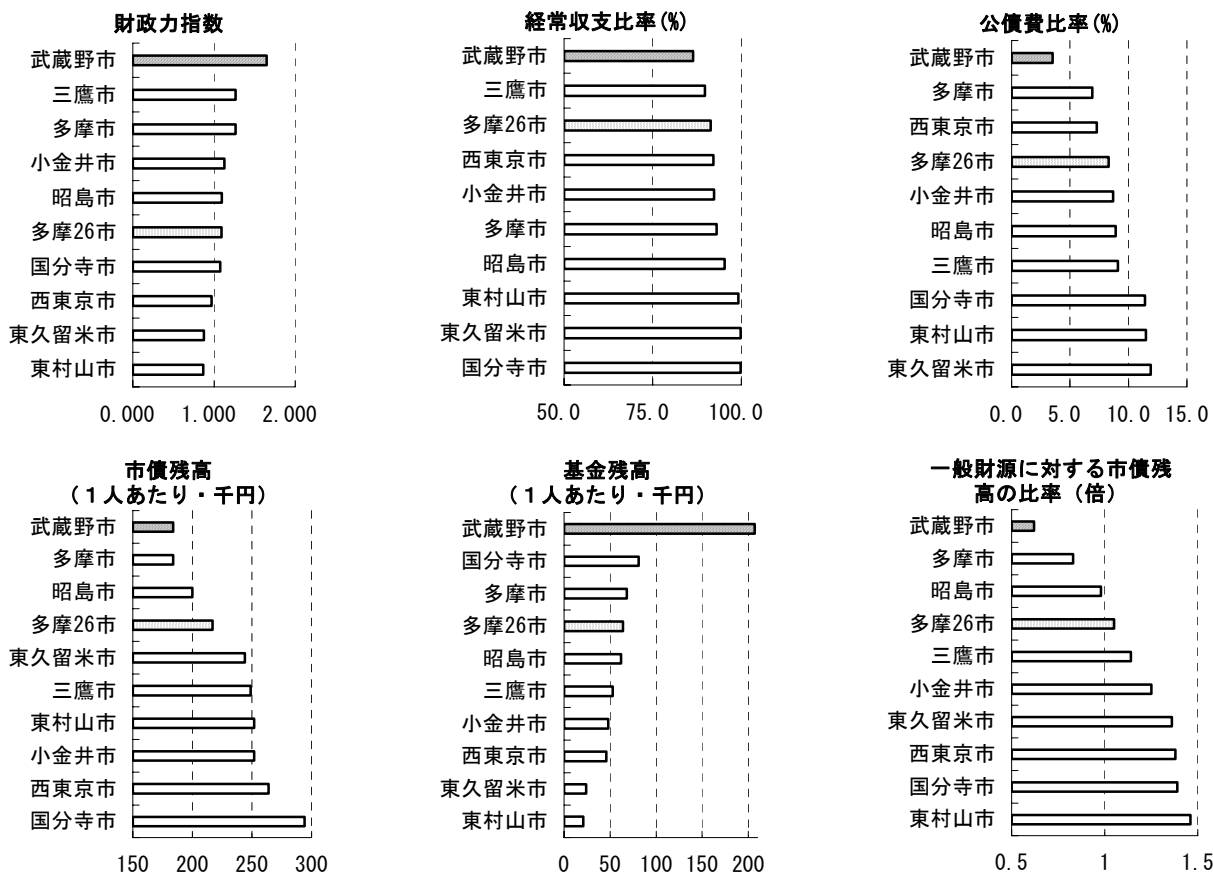 財政力指数
武蔵野市
三鷹市
多摩市
小金井市
昭島市
多摩26市
国分寺市
西東京市
東久留米市
東村山市
0.000 1.000 2.000
経常収支比率(%)
武蔵野市
三鷹市
多摩26市
西東京市
小金井市
多摩市
昭島市
東村山市
東久留米市
国分寺市
50.0 75.0 100.0
公債費比率(%)
武蔵野市
多摩市
西東京市
多摩26市
小金井市
昭島市
三鷹市
国分寺市
東村山市
東久留米市
0.0 5.0 10.0 15.0
市債残高
(１人あたり・千円)
武蔵野市
多摩市
昭島市
多摩26市
東久留米市
三鷹市
東村山市
小金井市
西東京市
国分寺市
150 200 250 300
基金残高
(１人あたり・千円)
武蔵野市
国分寺市
多摩市
多摩26市
昭島市
三鷹市
小金井市
西東京市
東久留米市
東村山市
0 50 100 150 200
一般財源に対する市債残
高の比率（倍）
武蔵野市
多摩市
昭島市
多摩26市
三鷹市
小金井市
東久留米市
西東京市
国分寺市
東村山市
0.5 1 1.5